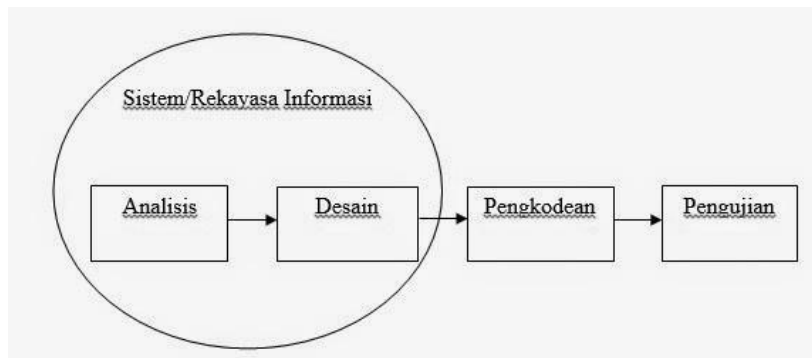 Sistem/Rekayasa Informasi
Analisis
Desain
Pengkodean
Pengujian